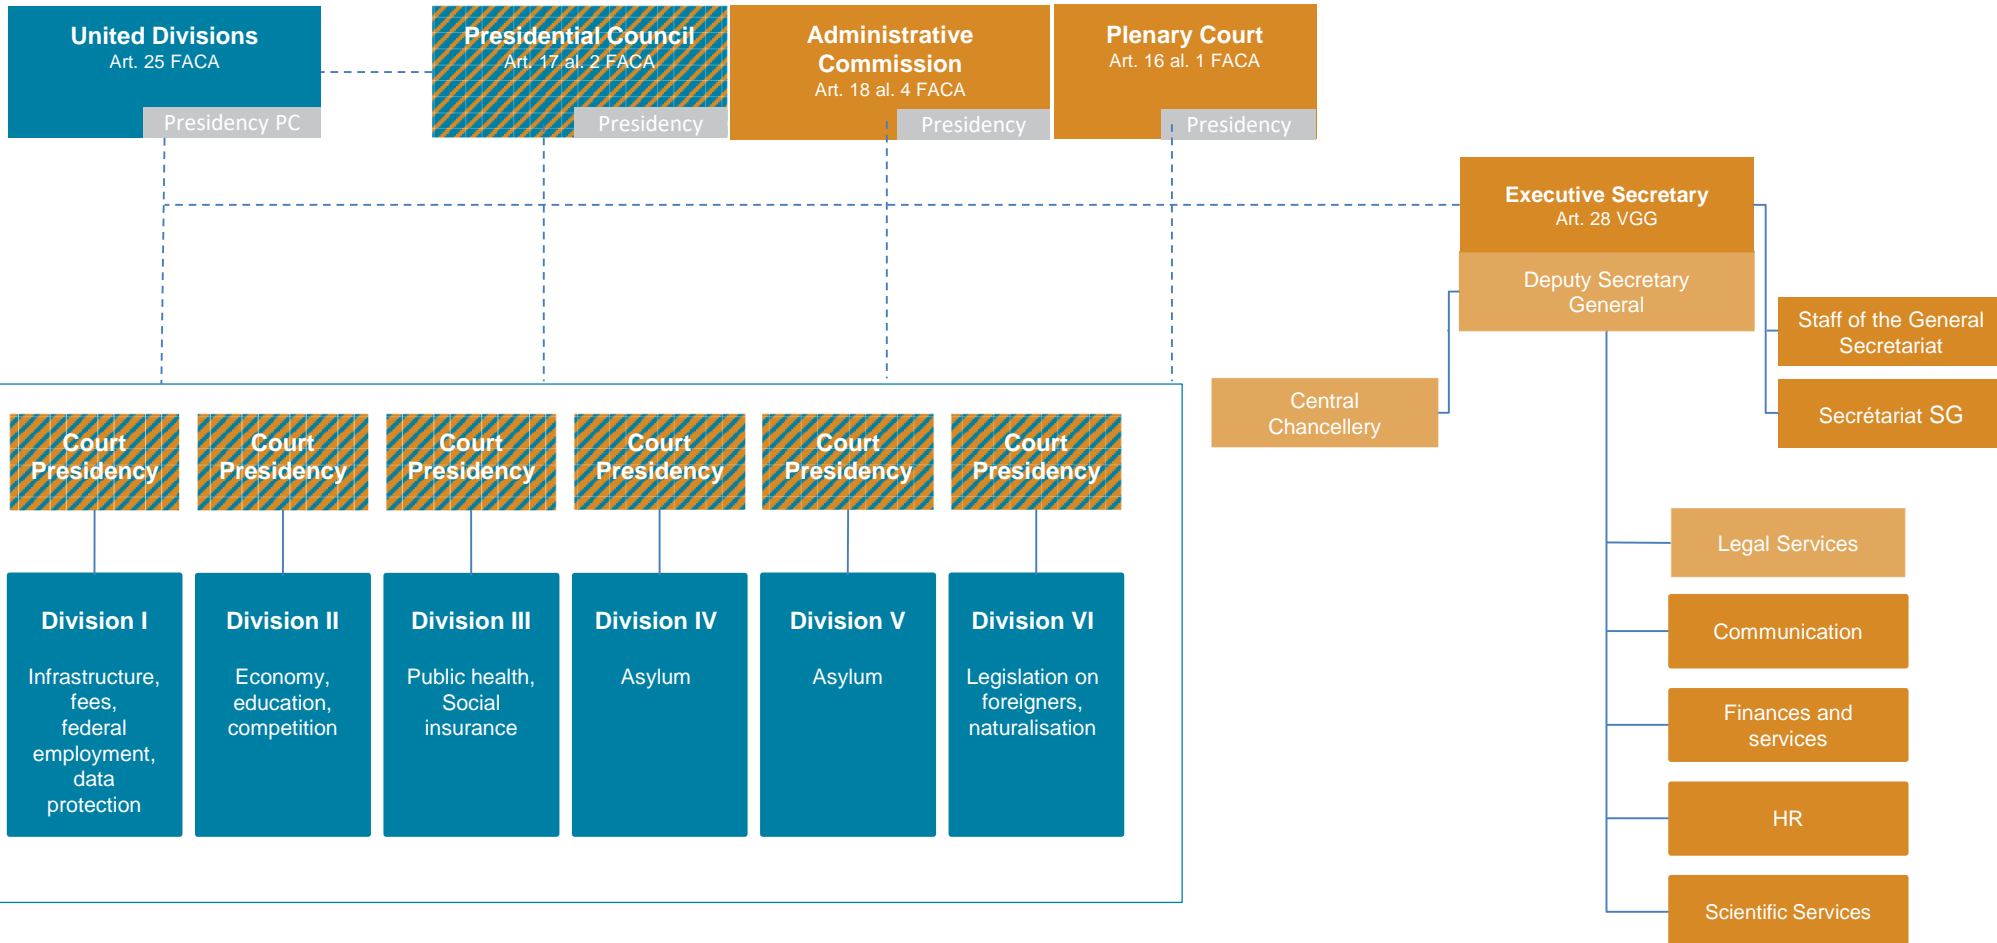 United Divisions
Art. 25 FACA
Presidency PC
Presidential Council
Art. 17 al. 2 FACA
Presidency
Administrative
Commission
Art. 18 al. 4 FACA
Presidency
Plenary Court
Art. 16 al. 1 FACA
Presidency
Executive Secretary
Art. 28 VGG
Deputy Secretary
General
Staff of the General
Secretariat
Secrétariat SG
Central
Chancellery
Court
Presidency
Court
Presidency
Court
Presidency
Court
Presidency
Court
Presidency
Court
Presidency
Division I
Infrastructure,
fees,
federal
employment,
data
protection
Division II
Economy,
education,
competition
Division III
Public health,
Social
insurance
Division IV
Asylum
Division V
Asylum
Division VI
Legislation on
foreigners,
naturalisation
Legal Services
Communication
Finances and
services
HR
Scientific Services